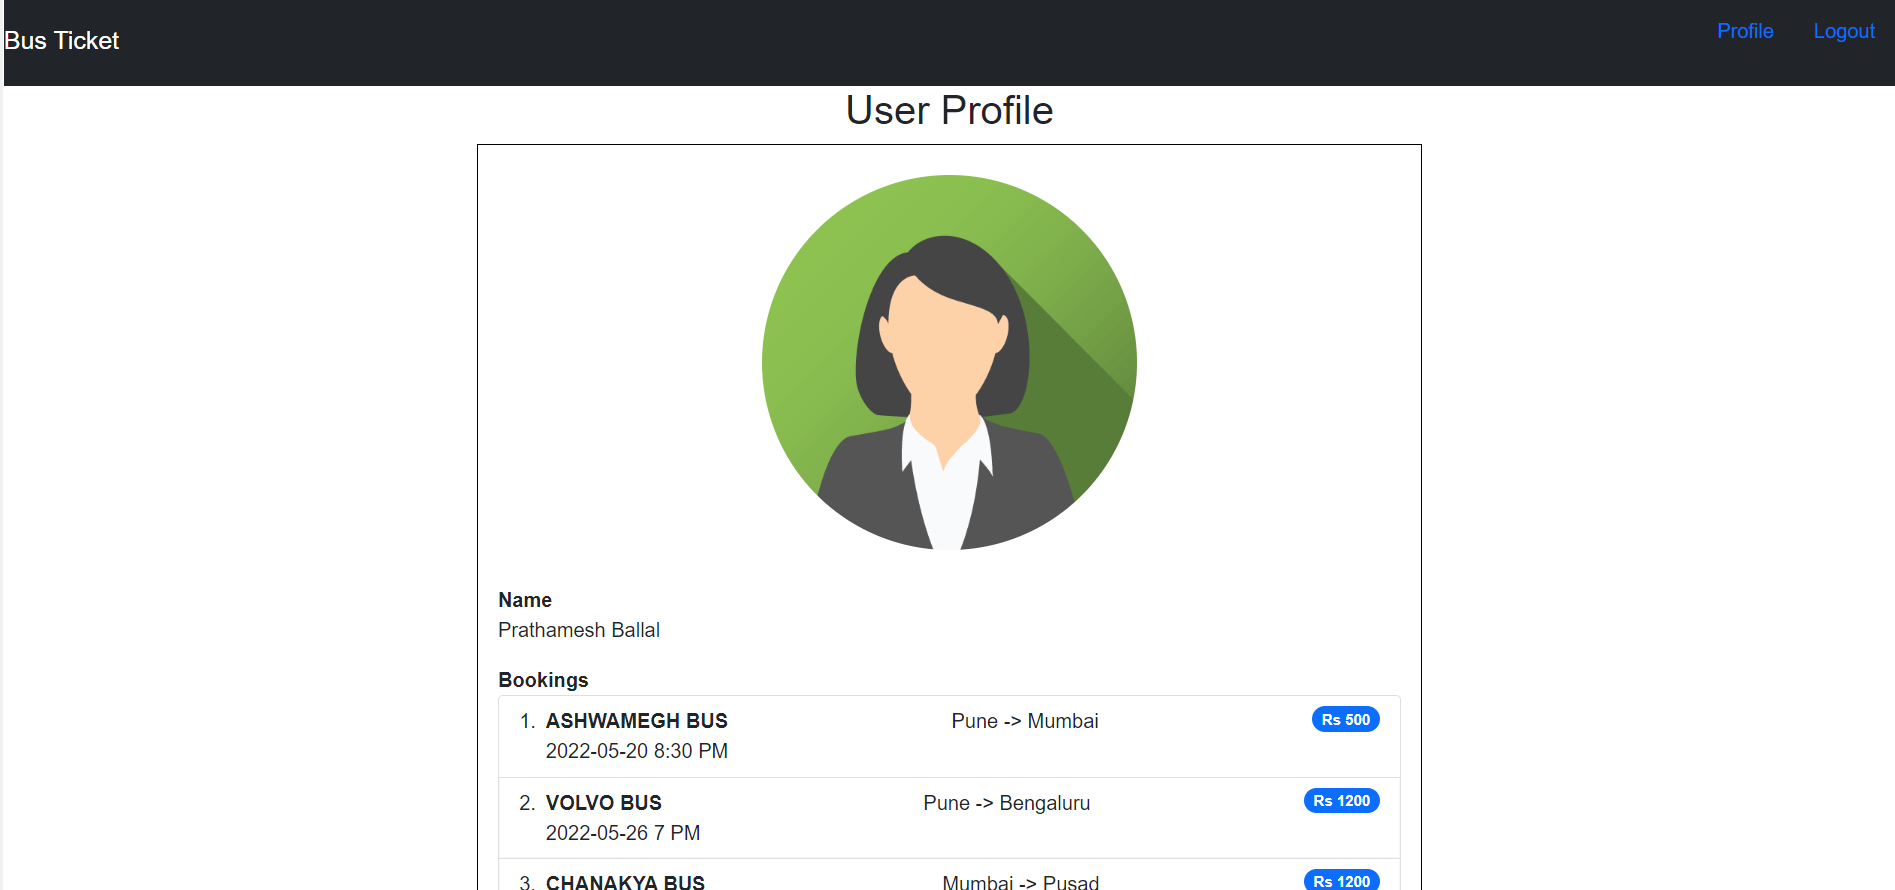 Bus Ticket
Profile
Logout
User Profile
Name
Prathamesh Ballal
Bookings
1. ASHWAMEGH BUS Pune -> Mumbai Rs 500
2022-05-20 8:30 PM
2. VOLVO BUS Pune -> Bengaluru Rs 1200
2022-05-26 7 PM
3. CHANAKYA BUS Mumbai -> Pusad Rs 1200